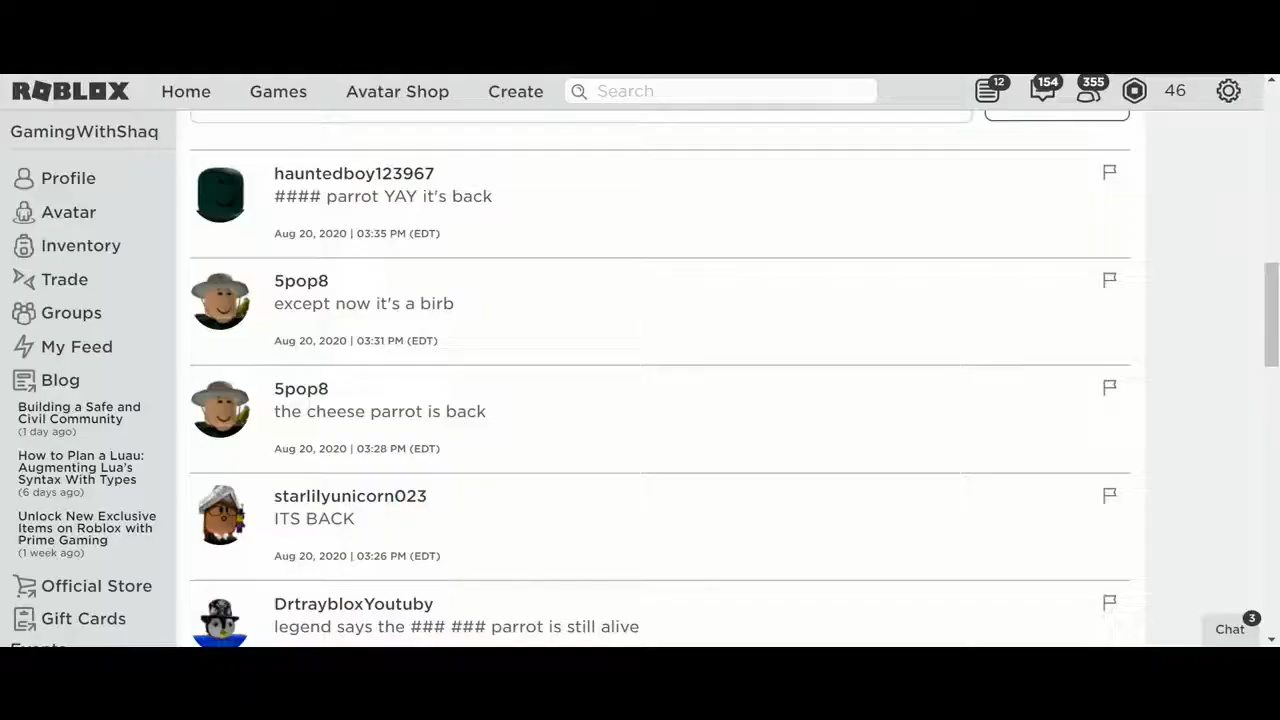 ROBLOX
Home
Games
Avatar Shop
Create
Search
12
154
355
46
GamingWithShaq
Profile
Avatar
Inventory
Trade
Groups
My Feed
Blog
Building a Safe and
Civil Community
(1 day ago)
How to Plan a Luau:
Augmenting Lua's
Syntax With Types
(6 days ago)
Unlock New Exclusive
Items on Roblox with
Prime Gaming
(1 week ago)
Official Store
Gift Cards
Events
hauntedboy123967
#### parrot YAY it's back
Aug 20, 2020 | 03:35 PM (EDT)
5pop8
except now it's a birb
Aug 20, 2020 | 03:31 PM (EDT)
5pop8
the cheese parrot is back
Aug 20, 2020 | 03:28 PM (EDT)
starlilyunicorn023
ITS BACK
Aug 20, 2020 | 03:26 PM (EDT)
DrtraybloxYoutuby
legend says the ### ### parrot is still alive
Chat
3